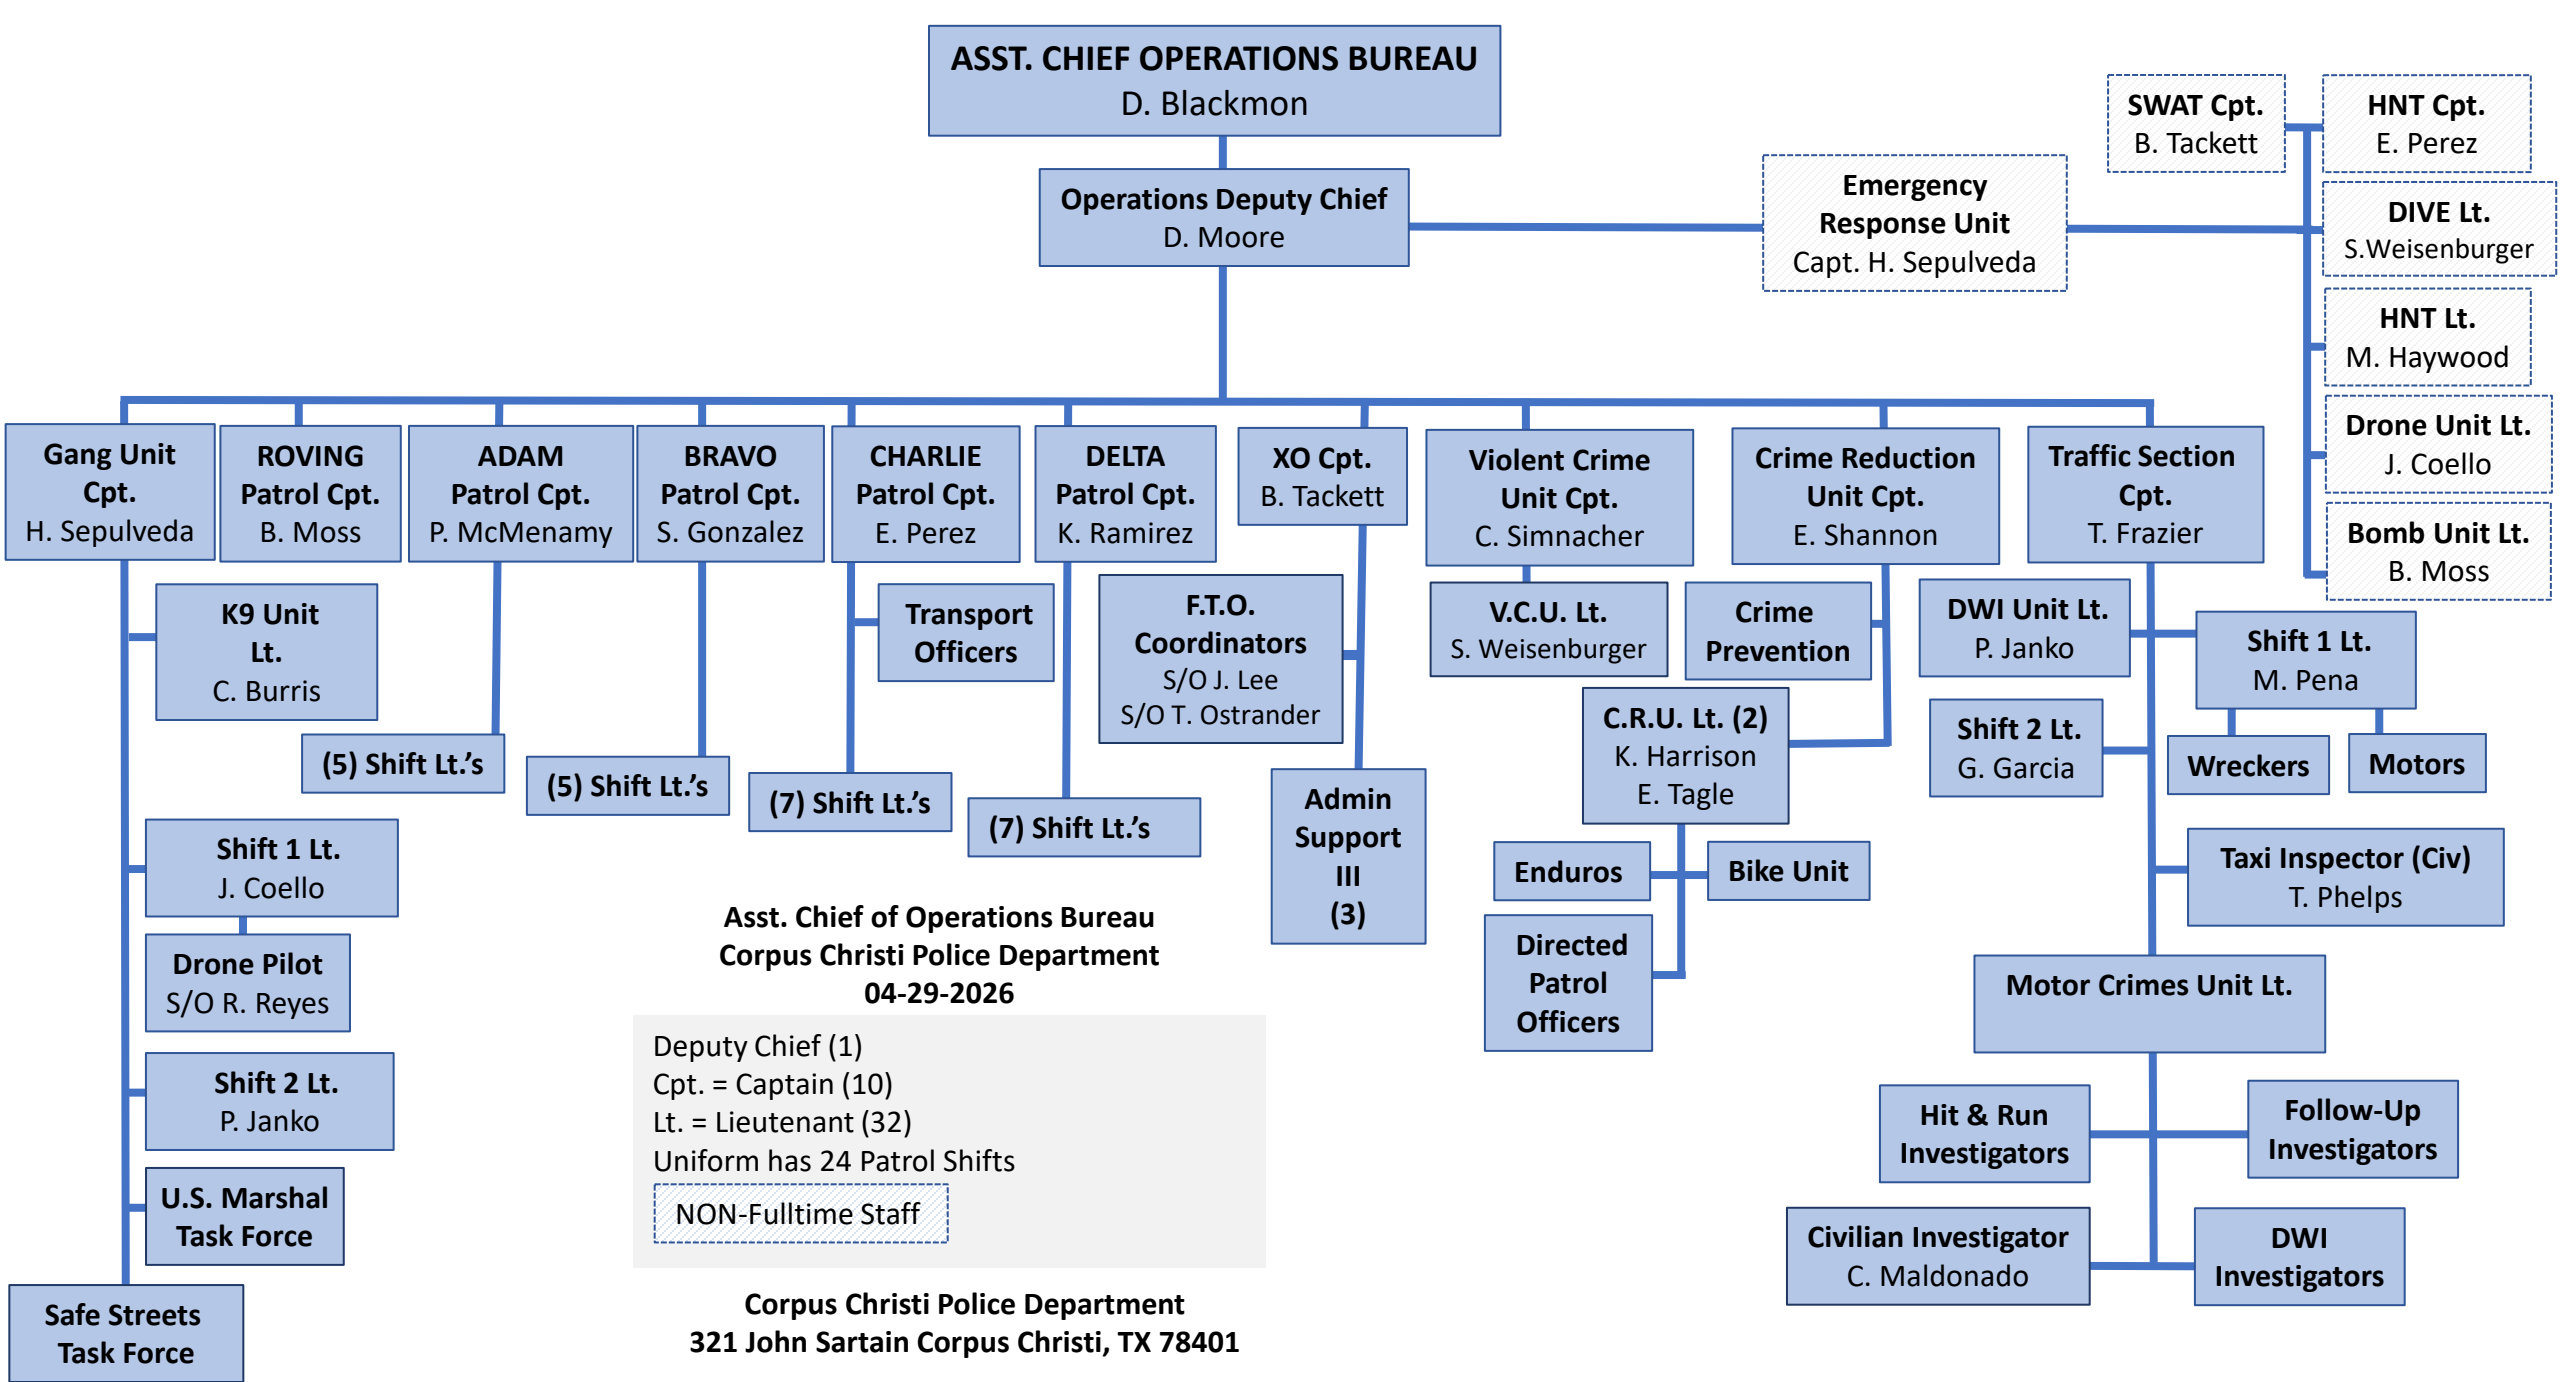 ASST. CHIEF OPERATIONS BUREAU
D. Blackmon
Operations Deputy Chief
D. Moore
Emergency
Response Unit
Capt. H. Sepulveda
SWAT Cpt.
B. Tackett
HNT Cpt.
E. Perez
DIVE Lt.
S.Weisenburger
HNT Lt.
M. Haywood
Drone Unit Lt.
J. Coello
Bomb Unit Lt.
B. Moss
Gang Unit
Cpt.
H. Sepulveda
ROVING
Patrol Cpt.
B. Moss
ADAM
Patrol Cpt.
P. McMenamy
BRAVO
Patrol Cpt.
S. Gonzalez
CHARLIE
Patrol Cpt.
E. Perez
DELTA
Patrol Cpt.
K. Ramirez
XO Cpt.
B. Tackett
Violent Crime
Unit Cpt.
C. Simnacher
Crime Reduction
Unit Cpt.
E. Shannon
Traffic Section
Cpt.
T. Frazier
K9 Unit
Lt.
C. Burris
Shift 1 Lt.
J. Coello
Drone Pilot
S/O R. Reyes
Shift 2 Lt.
P. Janko
U.S. Marshal
Task Force
Safe Streets
Task Force
(5) Shift Lt.’s
(5) Shift Lt.’s
Transport
Officers
(7) Shift Lt.’s
(7) Shift Lt.’s
F.T.O.
Coordinators
S/O J. Lee
S/O T. Ostrander
Admin
Support
III
(3)
V.C.U. Lt.
S. Weisenburger
Crime
Prevention
C.R.U. Lt. (2)
K. Harrison
E. Tagle
Enduros
Bike Unit
Directed
Patrol
Officers
DWI Unit Lt.
P. Janko
Shift 1 Lt.
M. Pena
Shift 2 Lt.
G. Garcia
Wreckers
Motors
Taxi Inspector (Civ)
T. Phelps
Motor Crimes Unit Lt.
Hit & Run
Investigators
Follow-Up
Investigators
Civilian Investigator
C. Maldonado
DWI
Investigators
Asst. Chief of Operations Bureau
Corpus Christi Police Department
04-29-2026
Deputy Chief (1)
Cpt. = Captain (10)
Lt. = Lieutenant (32)
Uniform has 24 Patrol Shifts
NON-Fulltime Staff
Corpus Christi Police Department
321 John Sartain Corpus Christi, TX 78401